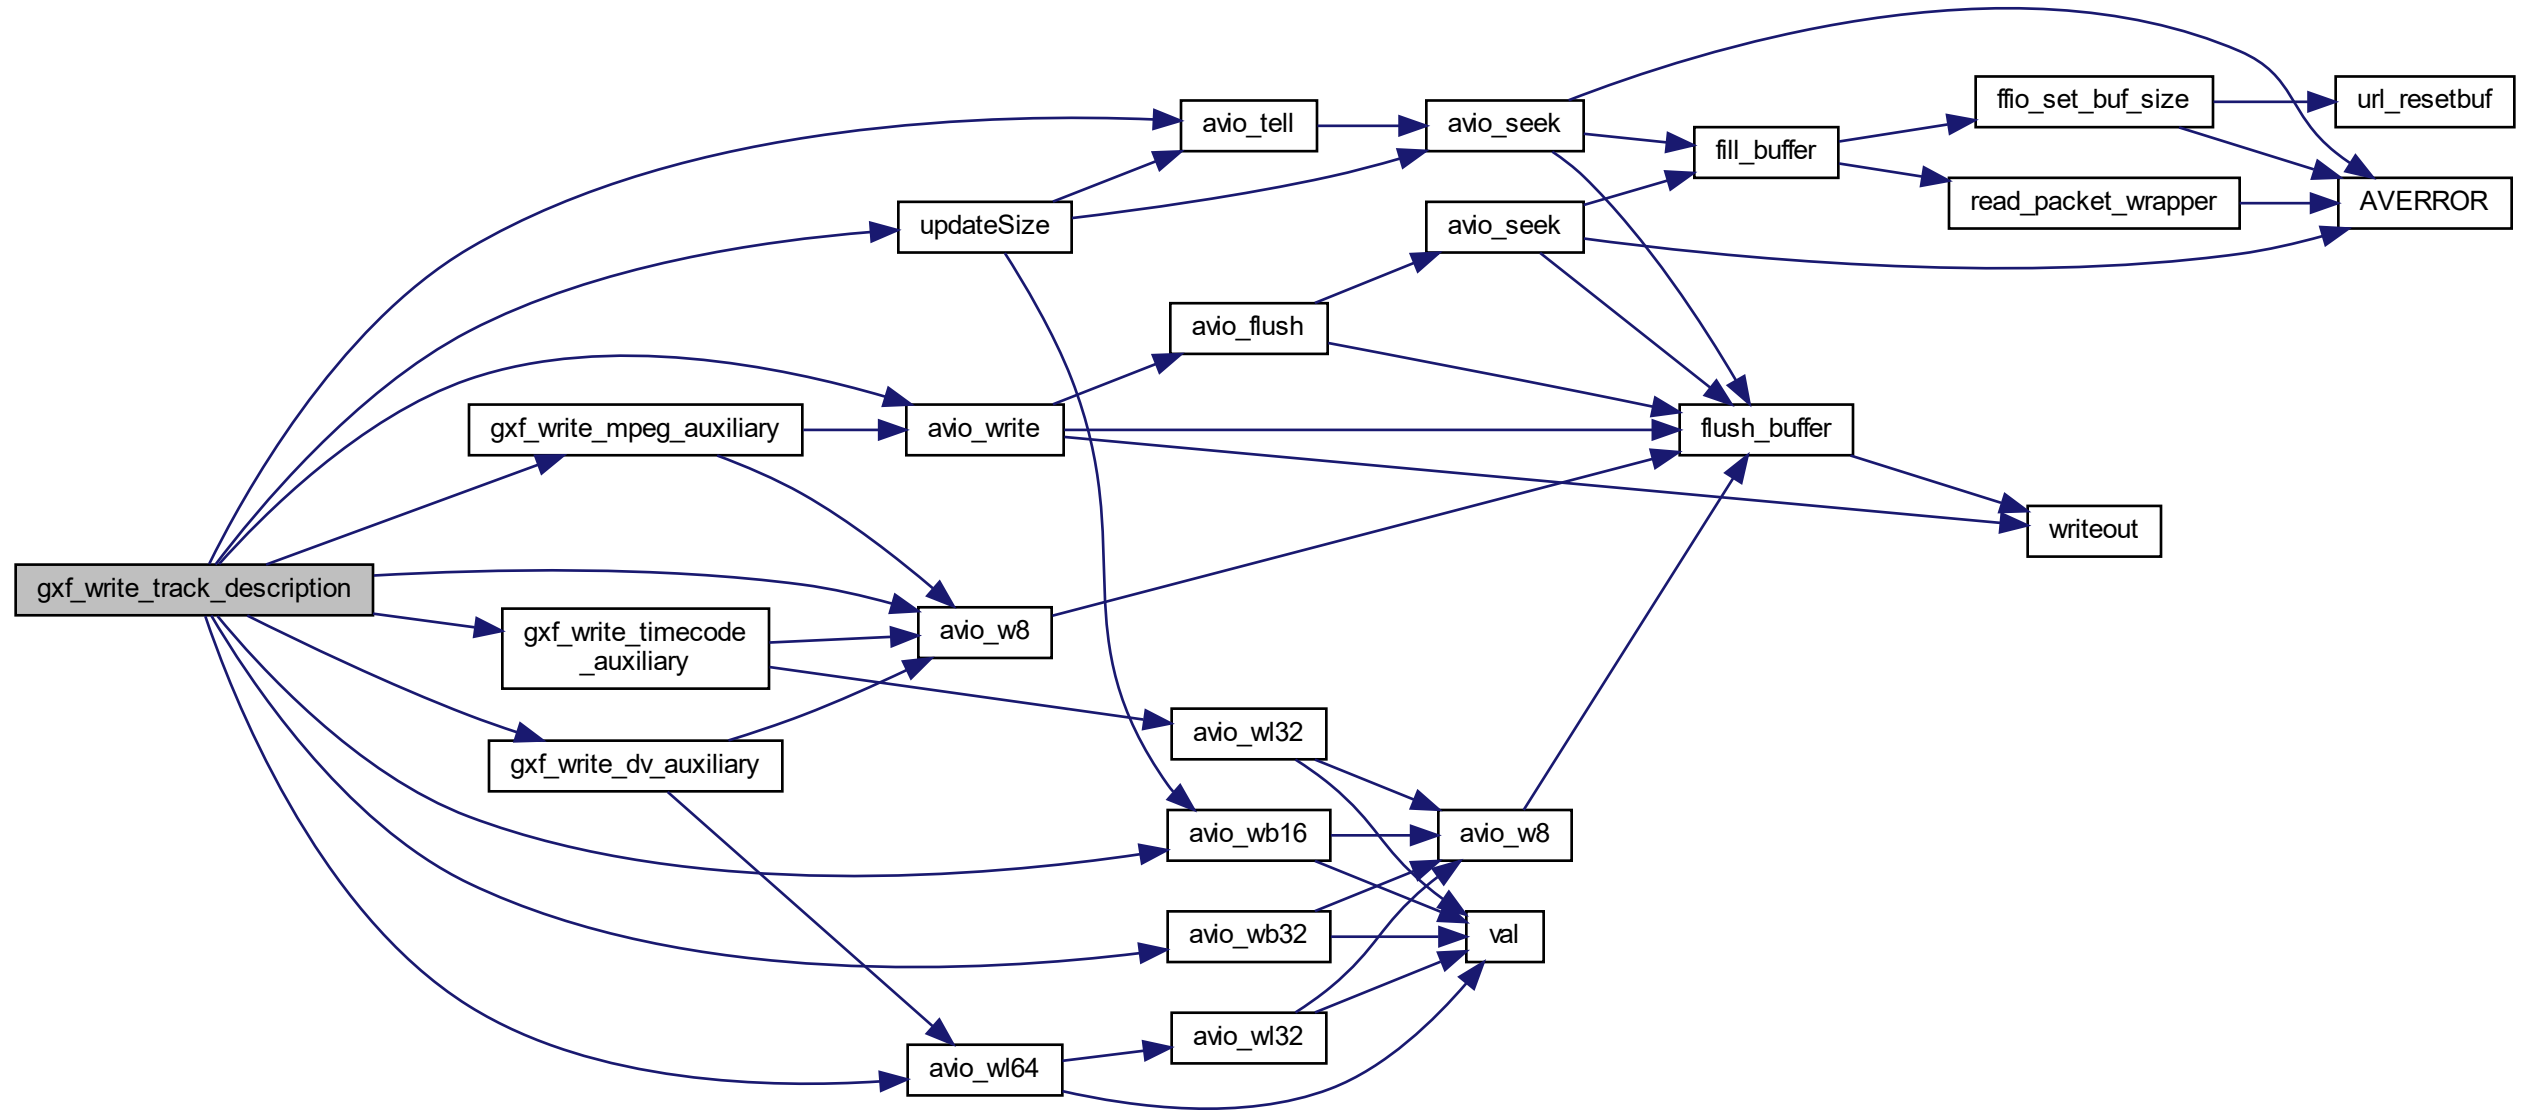 gxf_write_track_description
gxf_write_mpeg_auxiliary
gxf_write_timecode
_auxiliary
gxf_write_dv_auxiliary
updateSize
avio_write
avio_w8
avio_wl64
avio_tell
avio_flush
avio_wl32
avio_wb16
avio_wb32
avio_wl32
avio_seek
avio_seek
avio_w8
val
fill_buffer
flush_buffer
ffio_set_buf_size
read_packet_wrapper
writeout
url_resetbuf
AVERROR